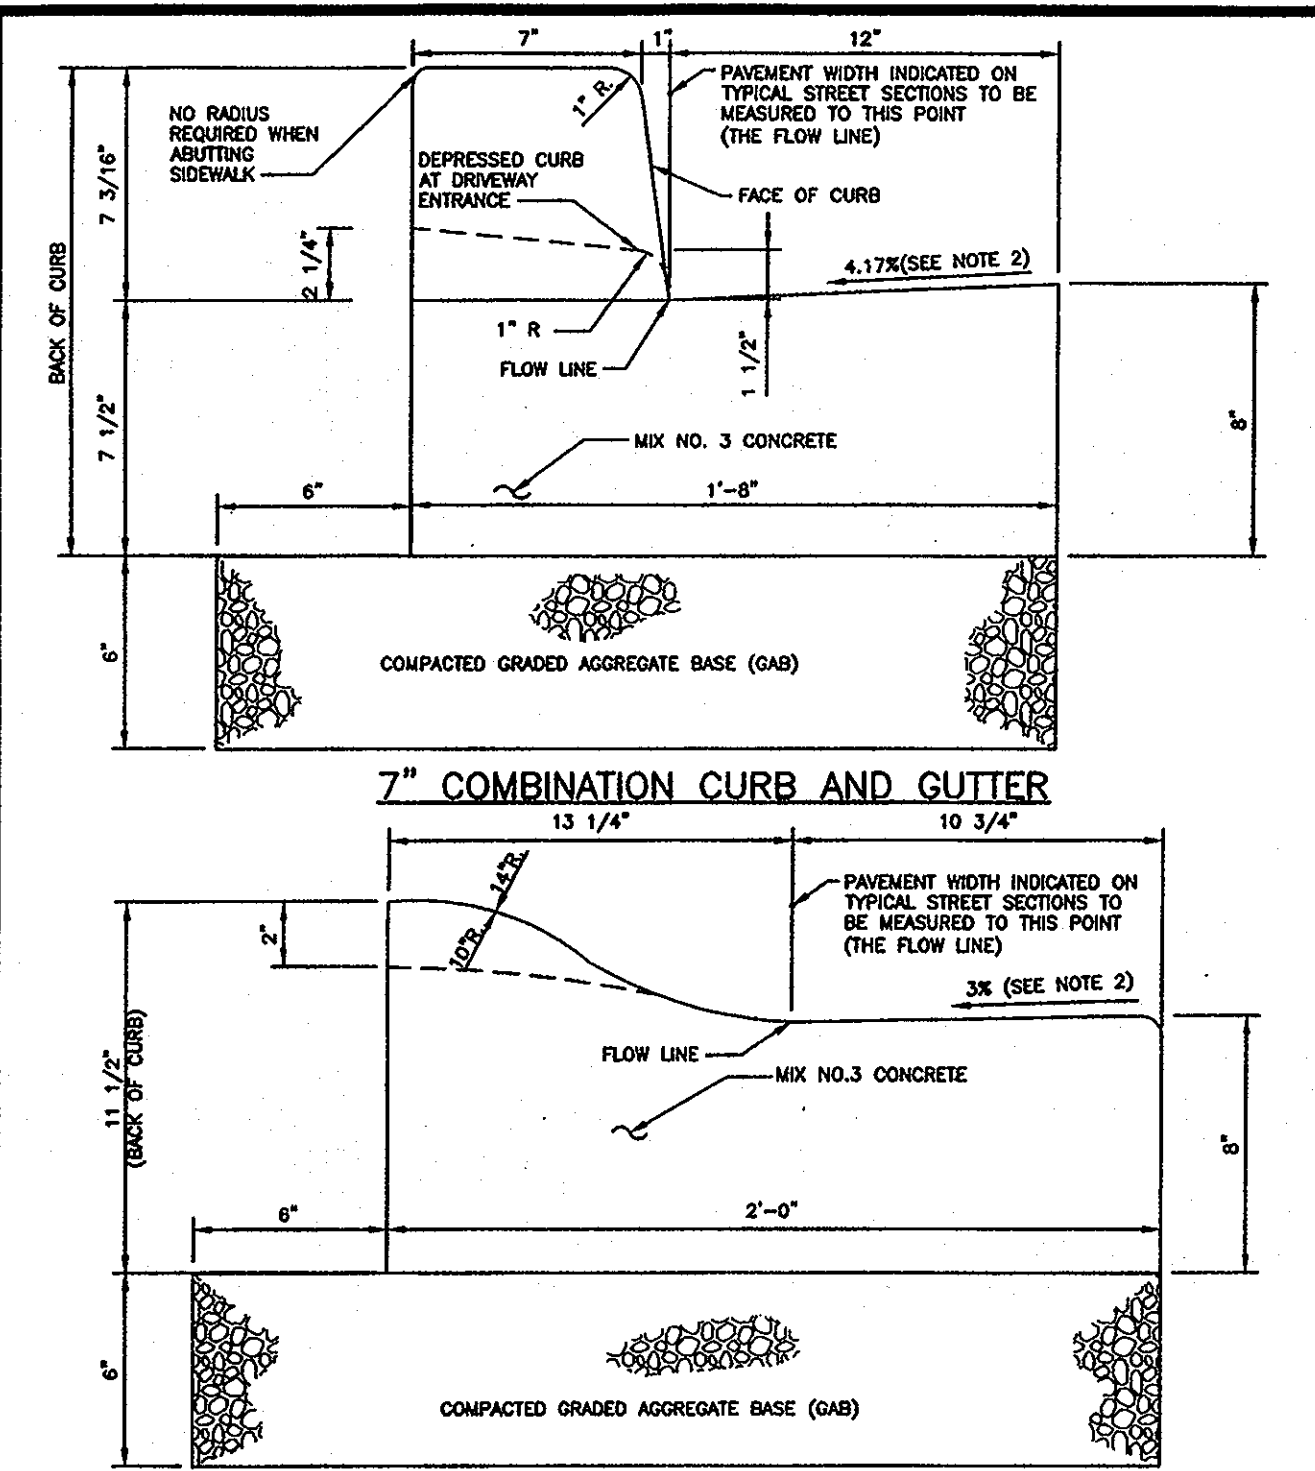 7" 1" 12"
PAVEMENT WIDTH INDICATED ON
TYPICAL STREET SECTIONS TO BE
MEASURED TO THIS POINT
(THE FLOW LINE)
NO RADIUS
REQUIRED WHEN
ABUTTING
SIDEWALK
1" R.
7 3/16"
DEPRESSED CURB
AT DRIVEWAY
ENTRANCE
FACE OF CURB
BACK OF CURB
2 1/4"
4.17%(SEE NOTE 2)
1" R
FLOW LINE
1 1/2"
7 1/2"
8"
MIX NO. 3 CONCRETE
6"
1'-8"
6"
COMPACTED GRADED AGGREGATE BASE (GAB)
7" COMBINATION CURB AND GUTTER
13 1/4" 10 3/4"
14"R.
10"R.
2"
PAVEMENT WIDTH INDICATED ON
TYPICAL STREET SECTIONS TO
BE MEASURED TO THIS POINT
(THE FLOW LINE)
3% (SEE NOTE 2)
FLOW LINE
MIX NO.3 CONCRETE
11 1/2"
(BACK OF CURB)
8"
6"
2'-0"
6"
COMPACTED GRADED AGGREGATE BASE (GAB)